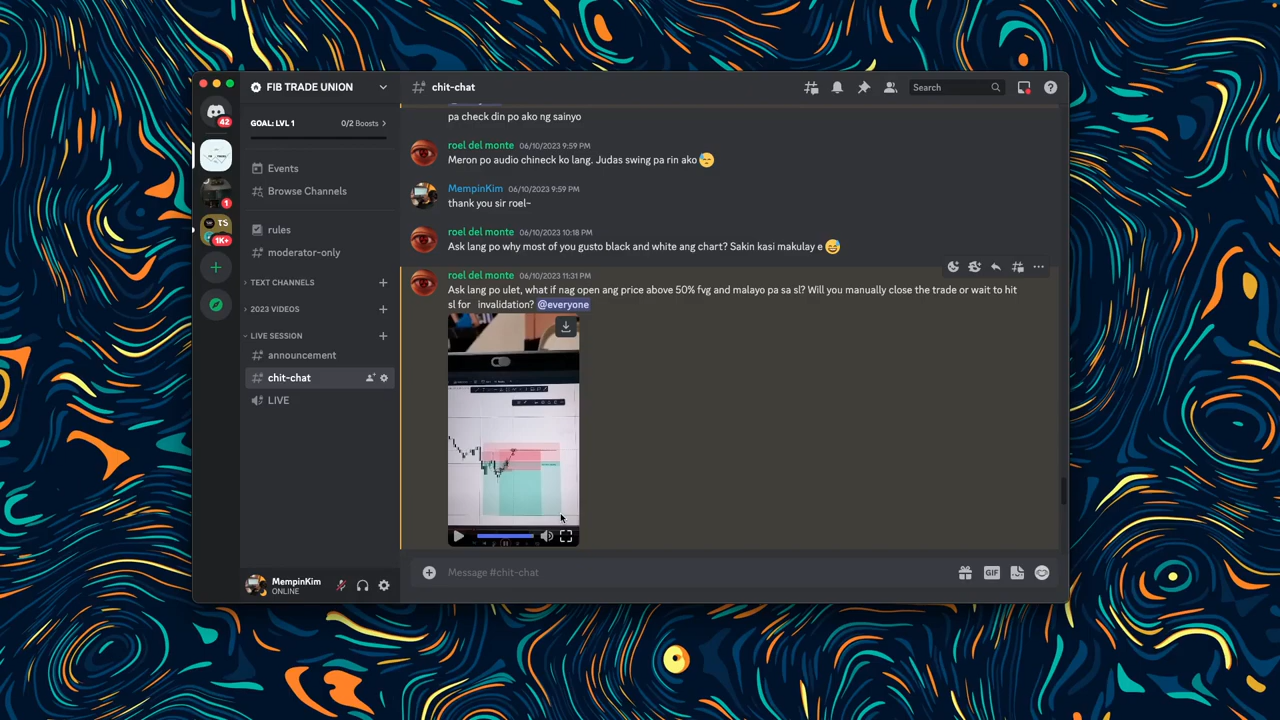 FIB TRADE UNION
chit-chat
Search
42
GOAL: LVL 1
0/2 Boosts
1
1K+
Events
Browse Channels
rules
moderator-only
TEXT CHANNELS
2023 VIDEOS
LIVE SESSION
announcement
chit-chat
LIVE
MempinKim
ONLINE
pa check din po ako ng sainyo
roel del monte 06/10/2023 9:59 PM
Meron po audio chineck ko lang. Judas swing pa rin ako
MempinKim 06/10/2023 9:59 PM
thank you sir roel~
roel del monte 06/10/2023 10:18 PM
Ask lang po why most of you gusto black and white ang chart? Sakin kasi makulay e
roel del monte 06/10/2023 11:31 PM
Ask lang po ulet, what if nag open ang price above 50% fvg and malayo pa sa sl? Will you manually close the trade or wait to hit
sl for invalidation? @everyone
Message #chit-chat
GIF